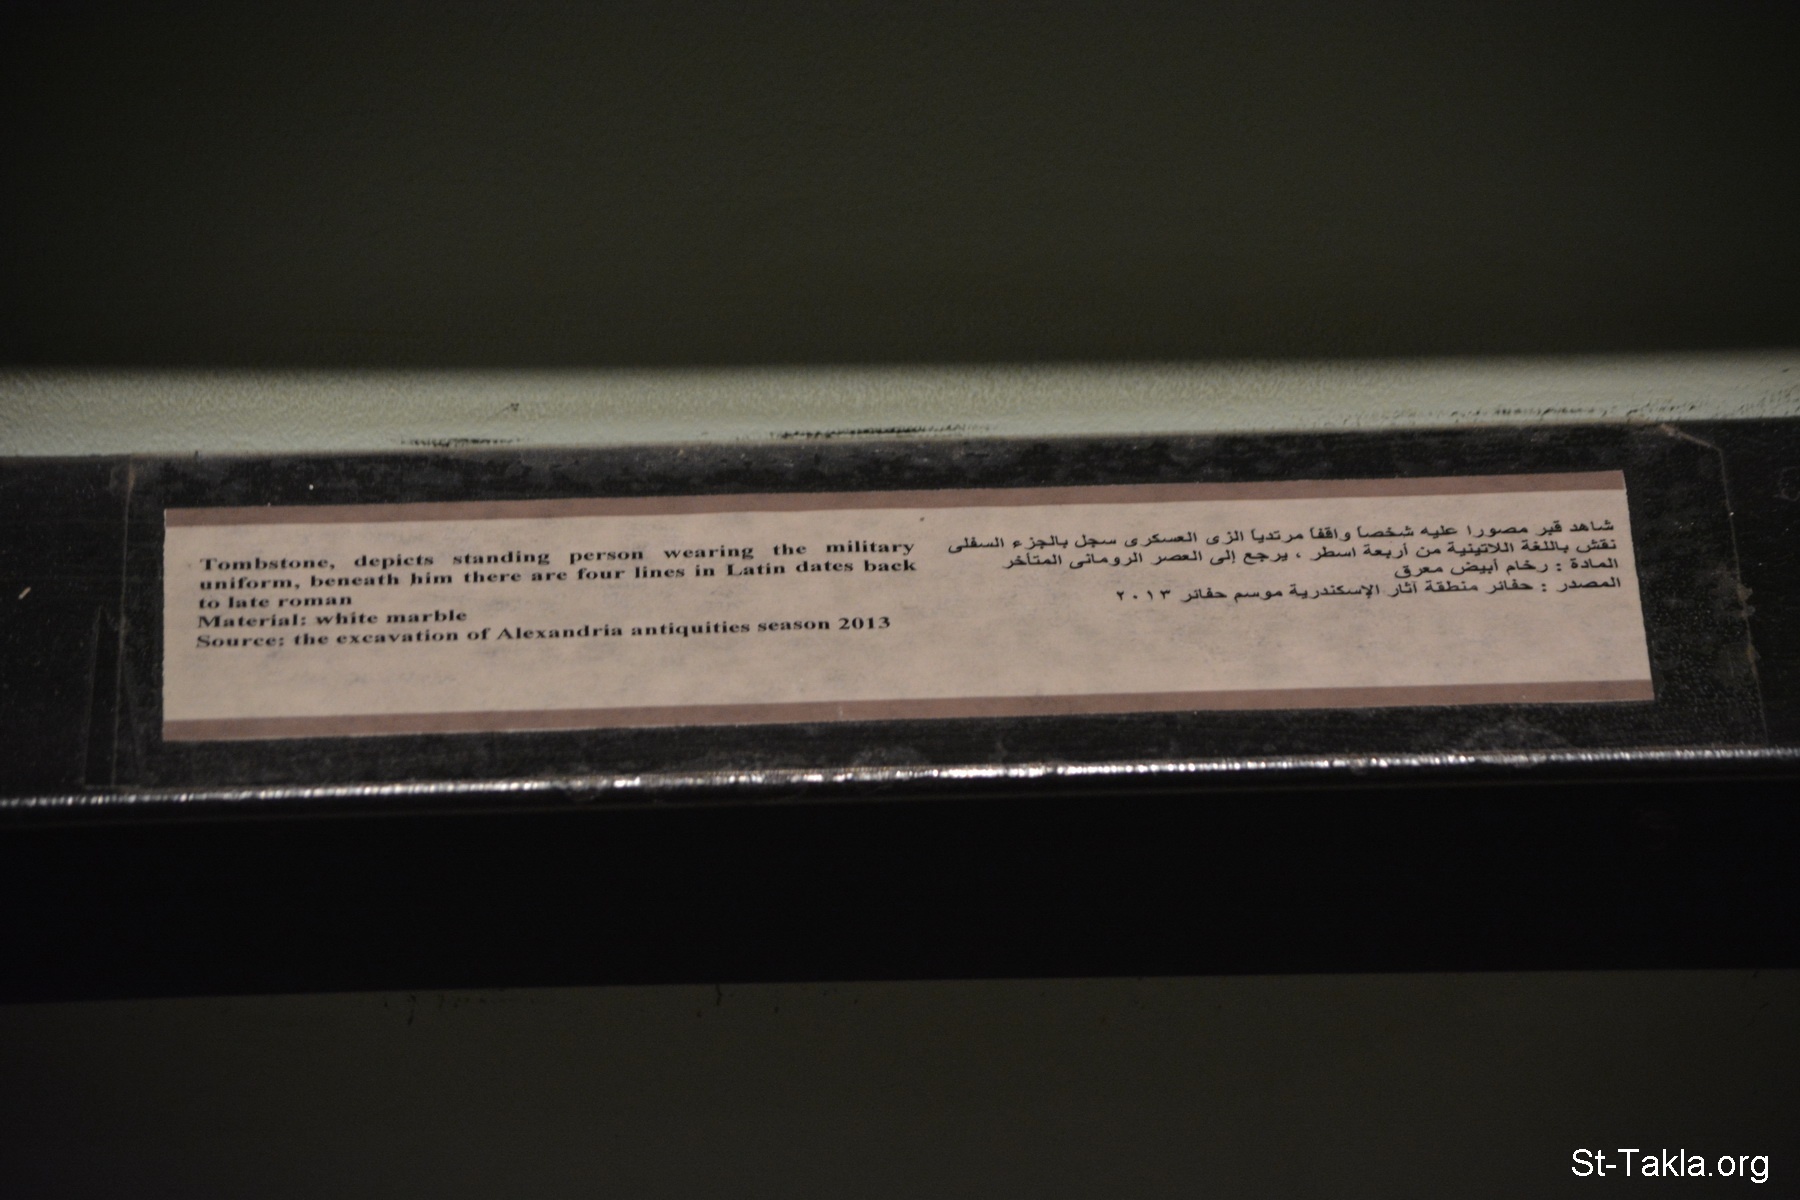 Tombstone, depicts standing person wearing the military
uniform, beneath him there are four lines in Latin dates back
to late roman
Material: white marble
Source: the excavation of Alexandria antiquities season 2013
شاهد قبر مصورا عليه شخصاً واقفاً مرتدياً الزى العسكرى سجل بالجزء السفلى
نقش باللغة اللاتينية من أربعة اسطر ، يرجع إلى العصر الرومانى المتأخر
المادة : رخام أبيض معرق
المصدر : حفائر منطقة آثار الإسكندرية موسم حفائر ٢٠١٣
St-Takla.org